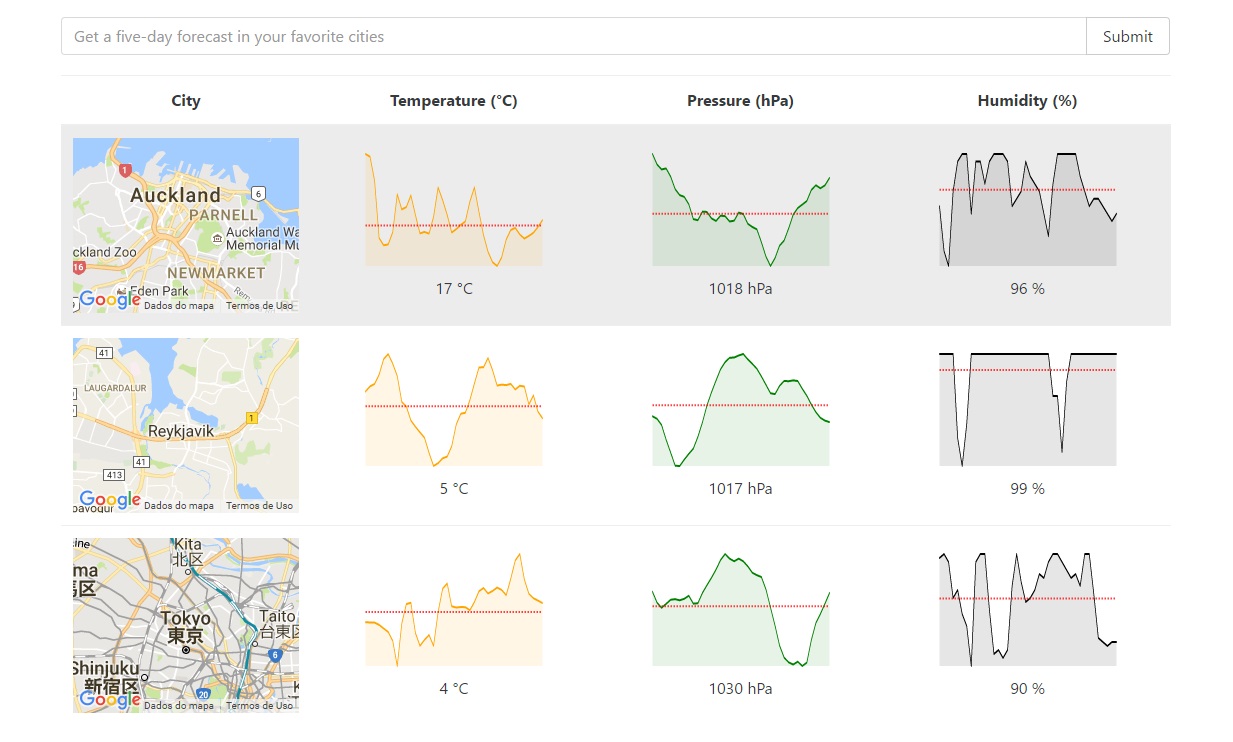 Get a five-day forecast in your favorite cities
Submit
City
Temperature (°C)
Pressure (hPa)
Humidity (%)
1
Auckland
6
PARNELL
Auckland Wa
Memorial Mu
ckland Zoo
16
NEWMARKET
Eden Park
Rem
Google
Dados do mapa
Termos de Uso
17 °C
1018 hPa
96 %
41
LAUGARDALUR
1
Reykjavik
41
413
Google
Dados do mapa
Termos de Uso
5 °C
1017 hPa
99 %
ine
Kita
北区
ma
Tokyo
東京
Taito
台東区
6
Shinjuku
新宿区
20
K
Google
Dados do mapa
Termos de Uso
4 °C
1030 hPa
90 %